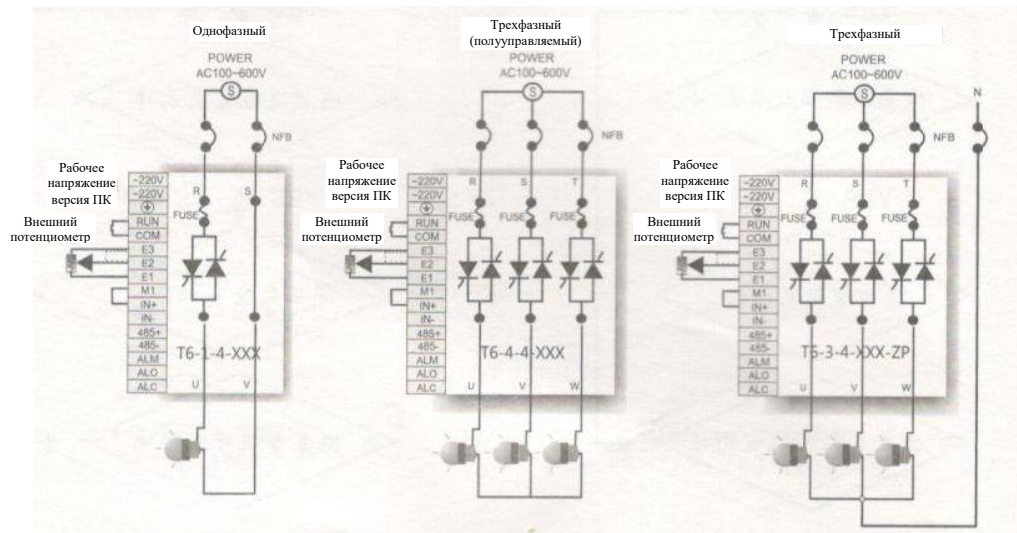 Однофазный
POWER
AC100~600V
S
NFB
Рабочее
напряжение
версия ПК
Внешний
потенциометр
~220V
~220V
RUN
COM
E3
E2
E1
M1
IN+
IN-
485+
485-
ALM
ALO
ALC
R
S
FUSE
T6-1-4-XXX
U
V
Трехфазный
(полууправляемый)
POWER
AC100~600V
S
NFB
Рабочее
напряжение
версия ПК
Внешний
потенциометр
~220V
~220V
RUN
COM
E3
E2
E1
M1
IN+
IN-
485+
485-
ALM
ALO
ALC
R
S
T
FUSE
FUSE
FUSE
T6-4-4-XXX
U
V
W
Трехфазный
POWER
AC100~600V
S
N
NFB
Рабочее
напряжение
версия ПК
Внешний
потенциометр
~220V
~220V
RUN
COM
E3
E2
E1
M1
IN+
IN-
485+
485-
ALM
ALO
ALC
R
S
T
FUSE
FUSE
FUSE
T6-3-4-XXX-ZP
U
V
W